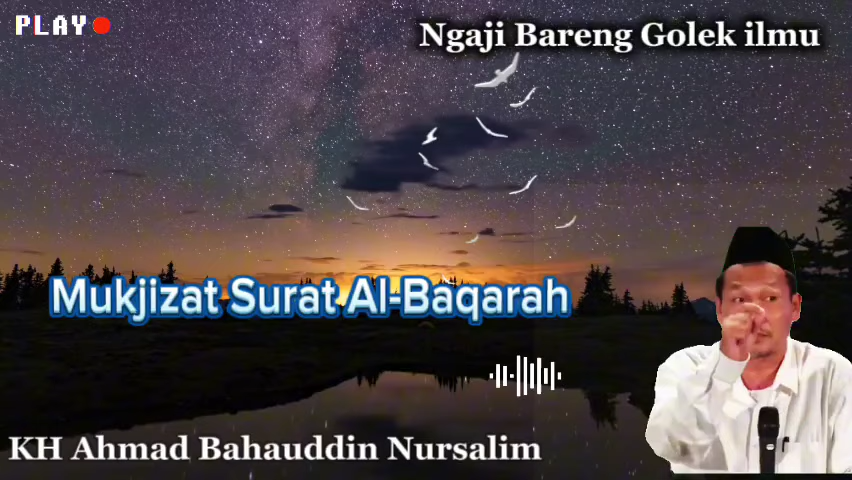 PLAY
Ngaji Bareng Golek ilmu
Mukjizat Surat Al-Baqarah
KH Ahmad Bahauddin Nursalim